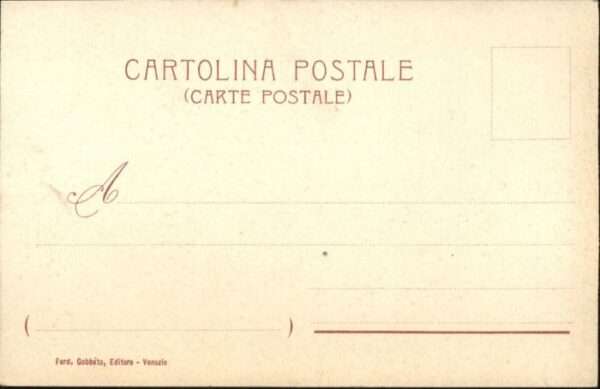 CARTOLINA POSTALE
(CARTE POSTALE)
A
( )
Ferd. Gobbato, Editore - Venezia